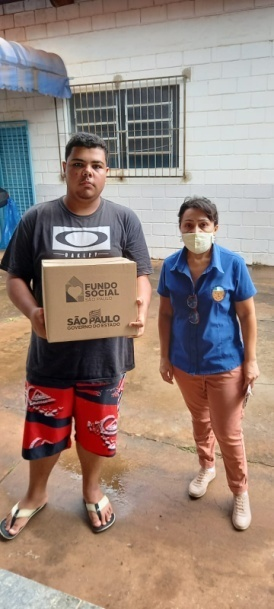 OAKLEY
FUNDO
SOCIAL
SÃO PAULO
SÃO PAULO
GOVERNO DO ESTADO